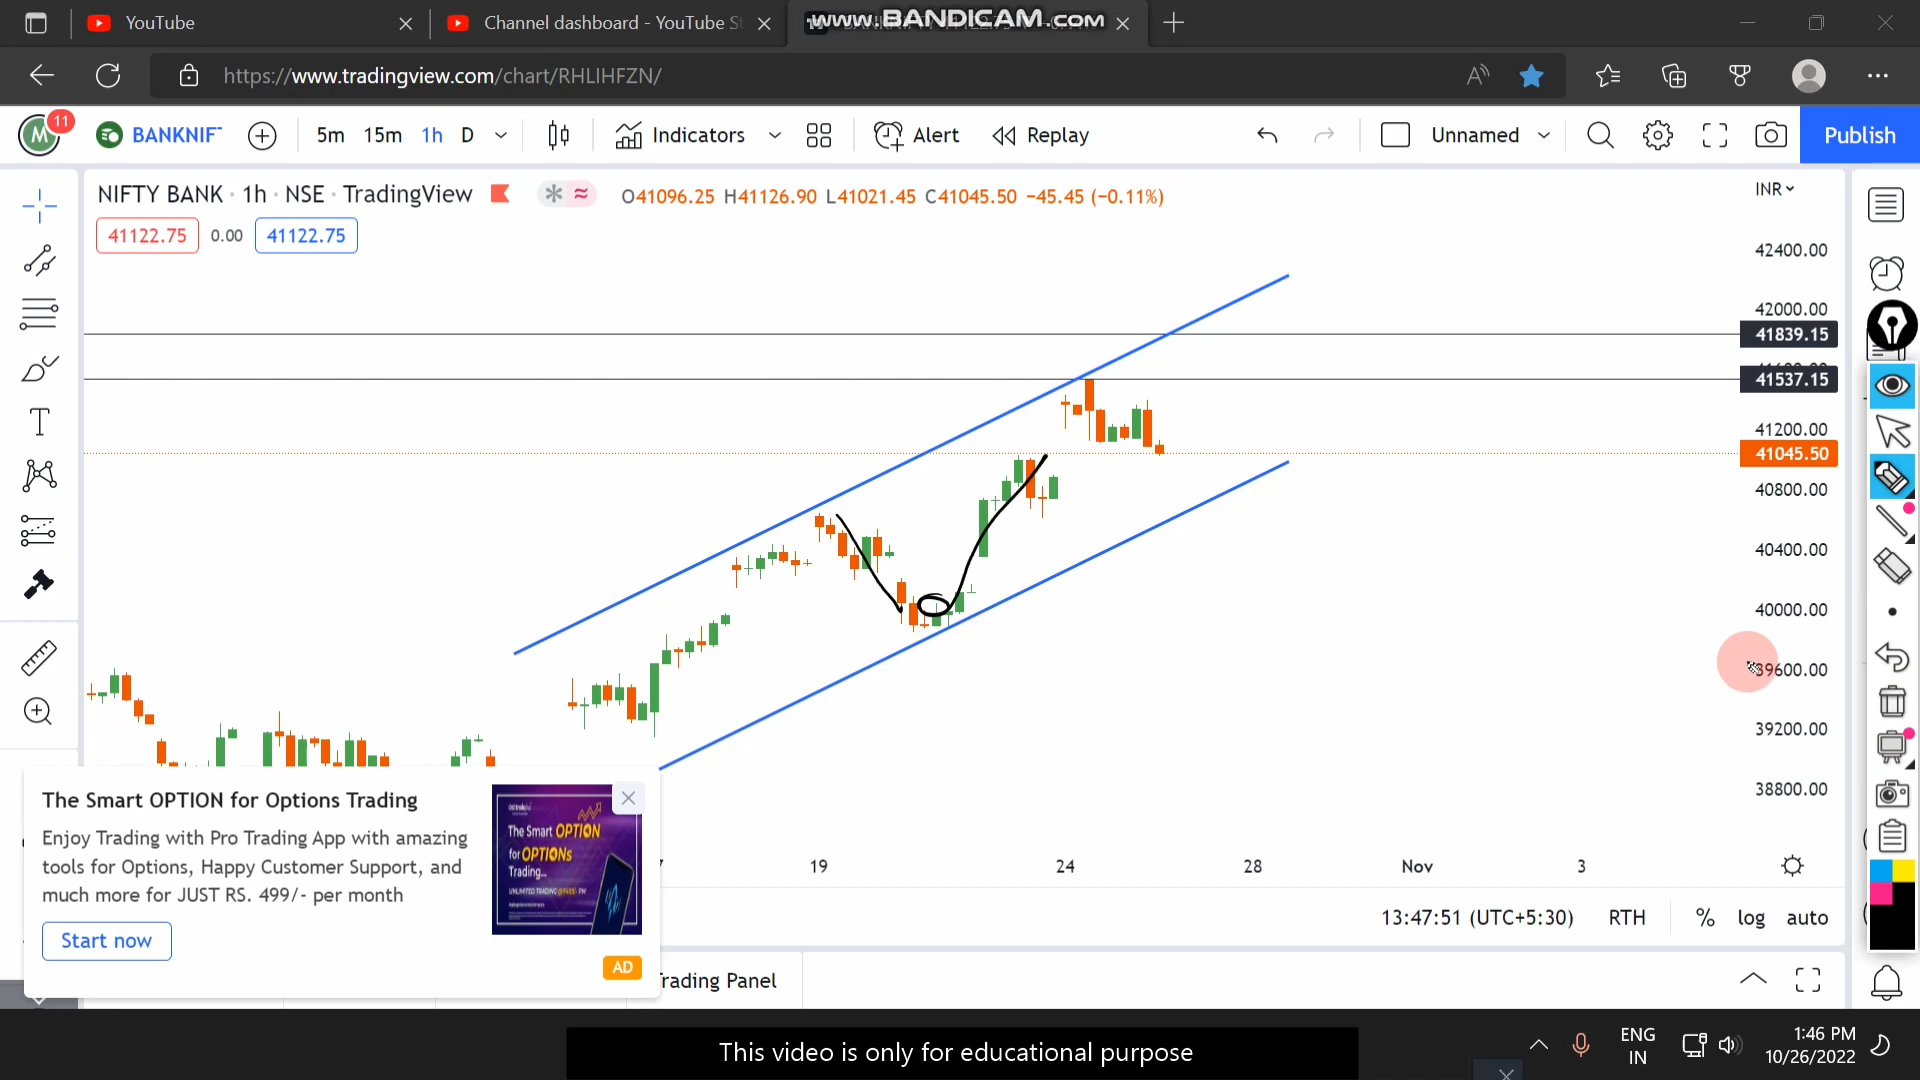 YouTube
Channel dashboard - YouTube St
www.BANDICAM.com
https://www.tradingview.com/chart/RHLIHFZN/
M
11
BANKNIF
5m 15m 1h D
Indicators
Alert
Replay
Unnamed
Publish
NIFTY BANK · 1h · NSE · TradingView
O41096.25 H41126.90 L41021.45 C41045.50 −45.45 (−0.11%)
INR
41122.75 0.00 41122.75
42400.00
42000.00
41839.15
41537.15
41200.00
41045.50
40800.00
40400.00
40000.00
39600.00
39200.00
38800.00
The Smart OPTION for Options Trading
Enjoy Trading with Pro Trading App with amazing
tools for Options, Happy Customer Support, and
much more for JUST RS. 499/- per month
Start now
The Smart OPTION
for OPTIONs
Trading...
AD
19 24 28 Nov 3
13:47:51 (UTC+5:30) RTH % log auto
rading Panel
This video is only for educational purpose
ENG
IN
1:46 PM
10/26/2022